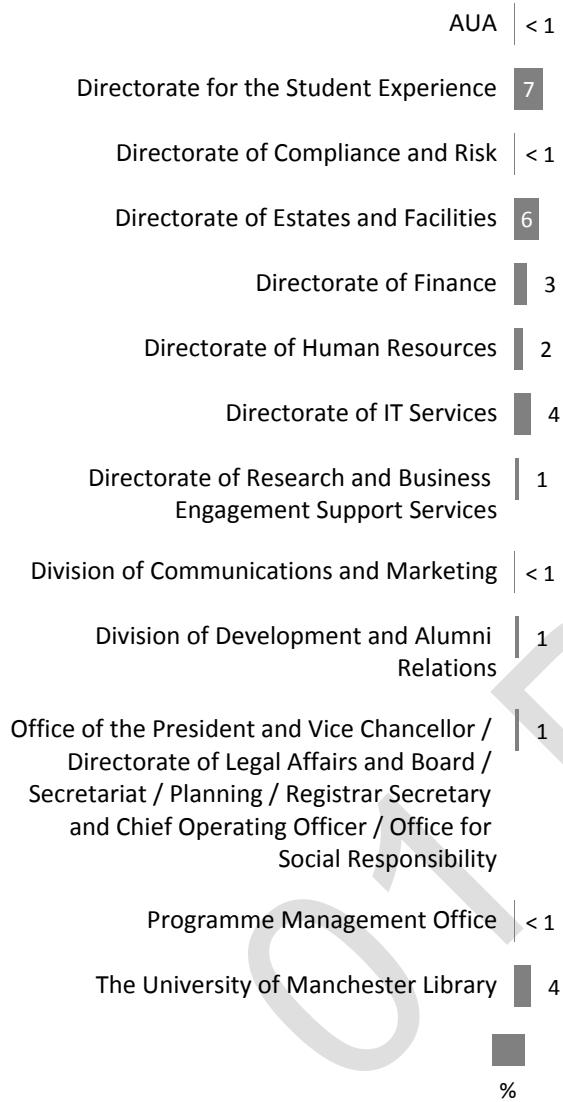 AUA < 1
Directorate for the Student Experience 7
Directorate of Compliance and Risk < 1
Directorate of Estates and Facilities 6
Directorate of Finance 3
Directorate of Human Resources 2
Directorate of IT Services 4
Directorate of Research and Business 1
Engagement Support Services
Division of Communications and Marketing < 1
Division of Development and Alumni 1
Relations
Office of the President and Vice Chancellor / 1
Directorate of Legal Affairs and Board /
Secretariat / Planning / Registrar Secretary
and Chief Operating Officer / Office for
Social Responsibility
Programme Management Office < 1
The University of Manchester Library 4
%